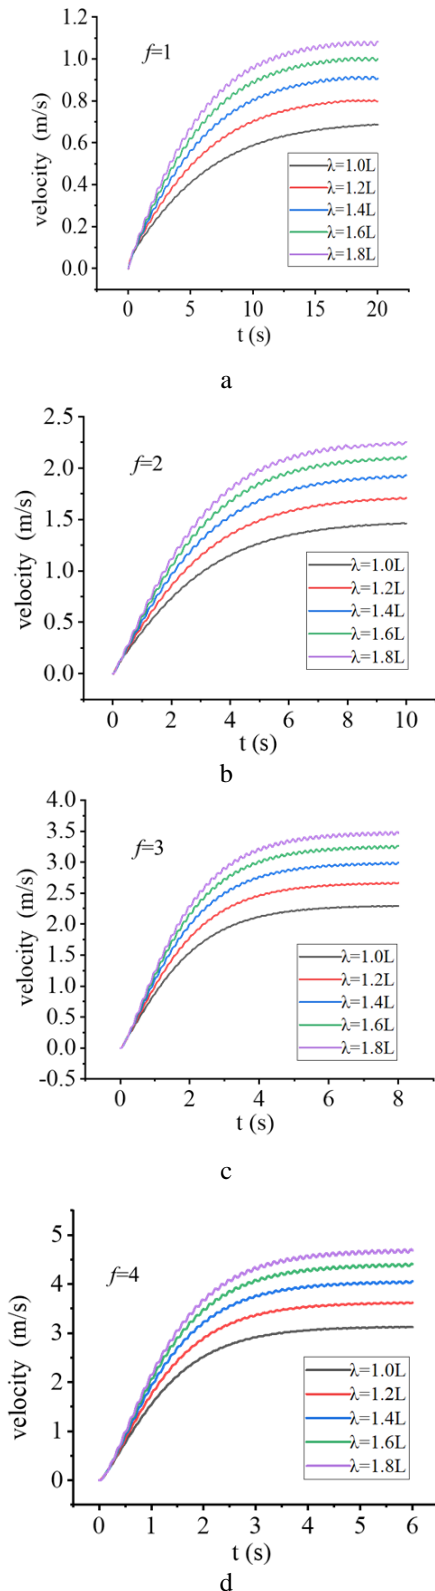 1.2
1.0
0.8
0.6
0.4
0.2
0.0
velocity (m/s)
f=1
λ=1.0L
λ=1.2L
λ=1.4L
λ=1.6L
λ=1.8L
0 5 10 15 20
t (s)
a
2.5
2.0
1.5
1.0
0.5
0.0
velocity (m/s)
f=2
λ=1.0L
λ=1.2L
λ=1.4L
λ=1.6L
λ=1.8L
0 2 4 6 8 10
t (s)
b
4.0
3.5
3.0
2.5
2.0
1.5
1.0
0.5
0.0
-0.5
velocity (m/s)
f=3
λ=1.0L
λ=1.2L
λ=1.4L
λ=1.6L
λ=1.8L
0 2 4 6 8
t (s)
c
5
4
3
2
1
0
velocity (m/s)
f=4
λ=1.0L
λ=1.2L
λ=1.4L
λ=1.6L
λ=1.8L
0 1 2 3 4 5 6
t (s)
d